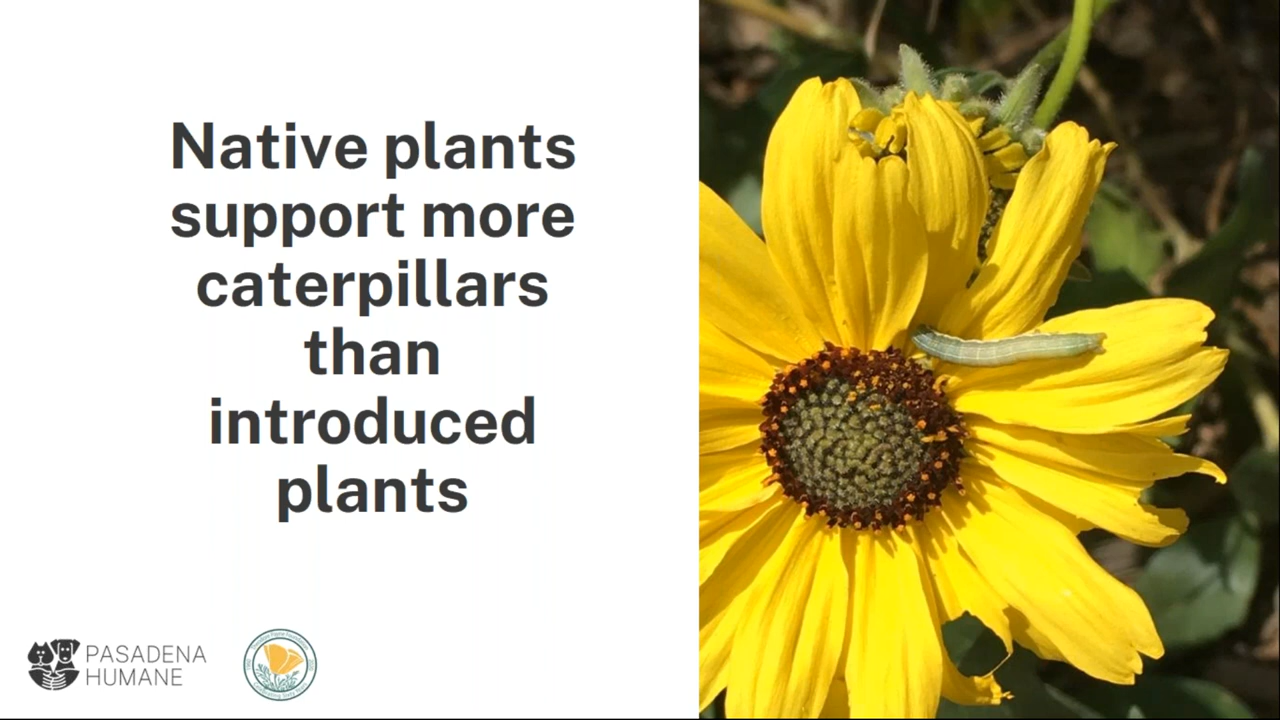 Native plants
support more
caterpillars
than
introduced
plants
PASADENA
HUMANE